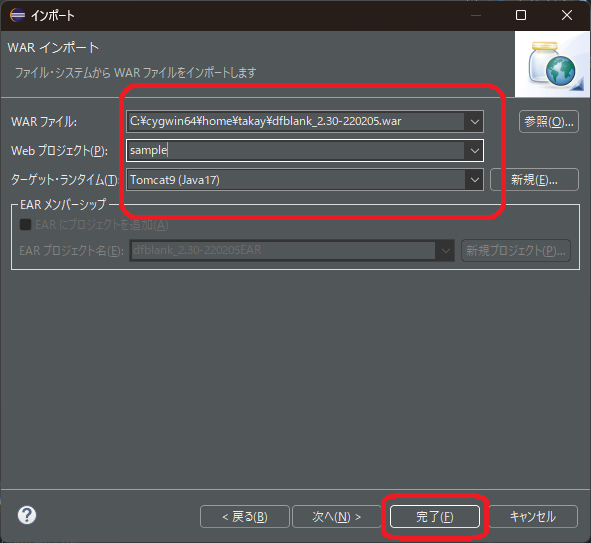 インポート
WAR インポート
ファイル・システムから WAR ファイルをインポートします
WAR ファイル: C:¥cygwin64¥home¥takay¥dfblank_2.30-220205.war 参照(O)...
Web プロジェクト(P): sample
ターゲット・ランタイム(T): Tomcat9 (Java17) 新規(E)...
EAR メンバーシップ
EAR にプロジェクトを追加(A)
EAR プロジェクト名(E): dfblank_2.30-220205EAR 新規プロジェクト(P)...
? < 戻る(B) 次へ(N) > 完了(F) キャンセル